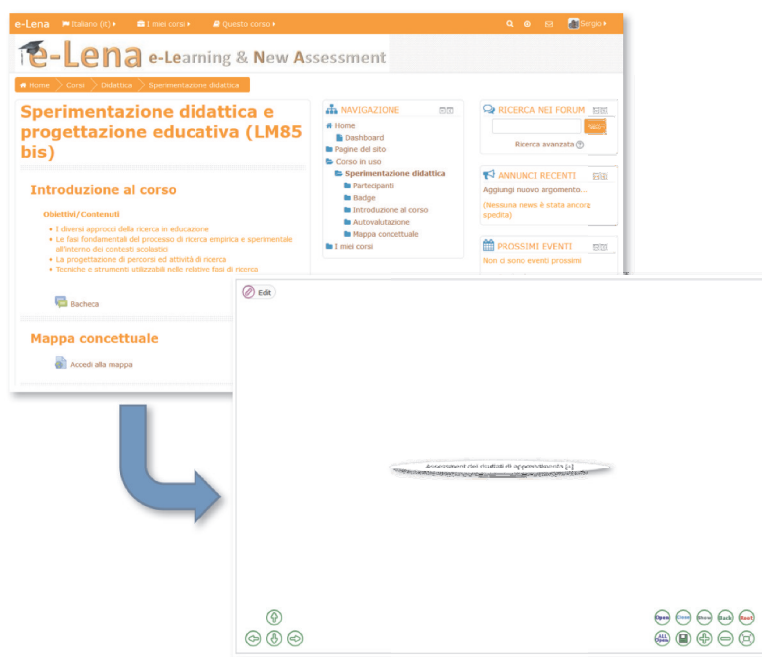 e-Lena Italiano (it) I miei corsi Questo corso Sergio
e-Lena e-Learning & New Assessment
Home Corsi Didattica Sperimentazione didattica
Sperimentazione didattica e
progettazione educativa (LM85
bis)
Introduzione al corso
Obiettivi/Contenuti
• I diversi approcci della ricerca in educazione
• Le fasi fondamentali del processo di ricerca empirica e sperimentale
all'interno dei contesti scolastici
• La progettazione di percorsi ed attività di ricerca
• Tecniche e strumenti utilizzabili nelle relative fasi di ricerca
Bacheca
Mappa concettuale
Accedi alla mappa
NAVIGAZIONE
Home
Dashboard
Pagine del sito
Corso in uso
Sperimentazione didattica
Partecipanti
Badge
Introduzione al corso
Autovalutazione
Mappa concettuale
I miei corsi
RICERCA NEI FORUM
Ricerca avanzata
ANNUNCI RECENTI
Aggiungi nuovo argomento...
(Nessuna news è stata ancora
spedita)
PROSSIMI EVENTI
Non ci sono eventi prossimi
Edit
Assessment dei risultati di apprendimento [+]
Open Close Show Back Root
ALL Open